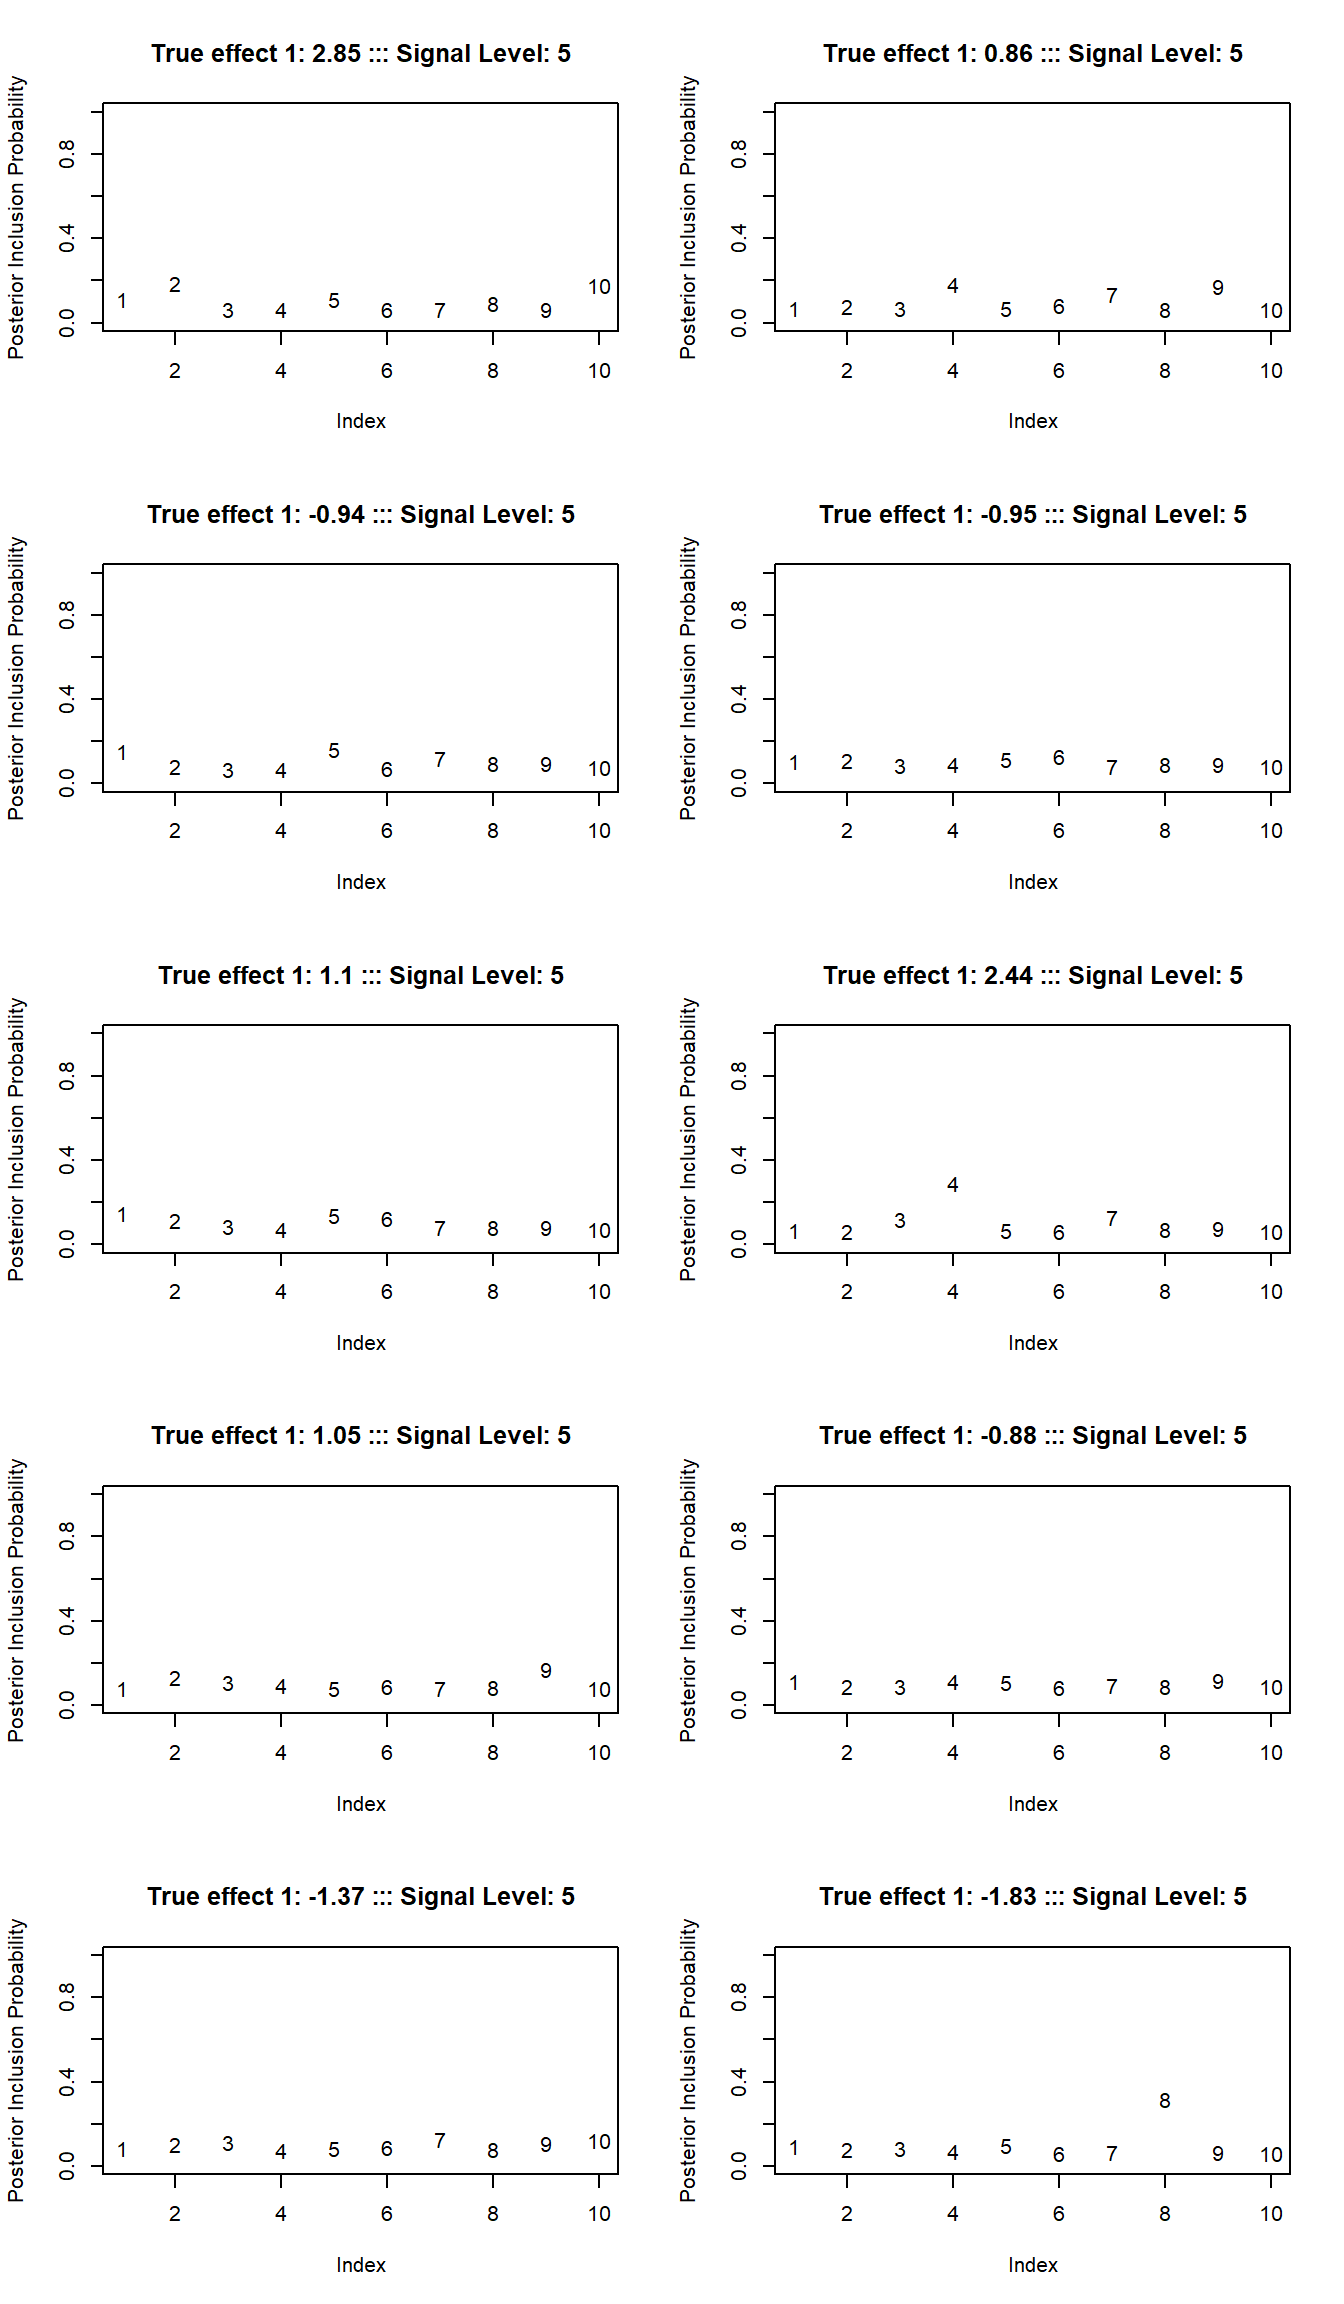 True effect 1: 2.85 ::: Signal Level: 5
Posterior Inclusion Probability
0.0 0.4 0.8
1 2 3 4 5 6 7 8 9 10
2 4 6 8 10
Index
True effect 1: 0.86 ::: Signal Level: 5
Posterior Inclusion Probability
0.0 0.4 0.8
1 2 3 4 5 6 7 8 9 10
2 4 6 8 10
Index
True effect 1: -0.94 ::: Signal Level: 5
Posterior Inclusion Probability
0.0 0.4 0.8
1 2 3 4 5 6 7 8 9 10
2 4 6 8 10
Index
True effect 1: -0.95 ::: Signal Level: 5
Posterior Inclusion Probability
0.0 0.4 0.8
1 2 3 4 5 6 7 8 9 10
2 4 6 8 10
Index
True effect 1: 1.1 ::: Signal Level: 5
Posterior Inclusion Probability
0.0 0.4 0.8
1 2 3 4 5 6 7 8 9 10
2 4 6 8 10
Index
True effect 1: 2.44 ::: Signal Level: 5
Posterior Inclusion Probability
0.0 0.4 0.8
1 2 3 4 5 6 7 8 9 10
2 4 6 8 10
Index
True effect 1: 1.05 ::: Signal Level: 5
Posterior Inclusion Probability
0.0 0.4 0.8
1 2 3 4 5 6 7 8 9 10
2 4 6 8 10
Index
True effect 1: -0.88 ::: Signal Level: 5
Posterior Inclusion Probability
0.0 0.4 0.8
1 2 3 4 5 6 7 8 9 10
2 4 6 8 10
Index
True effect 1: -1.37 ::: Signal Level: 5
Posterior Inclusion Probability
0.0 0.4 0.8
1 2 3 4 5 6 7 8 9 10
2 4 6 8 10
Index
True effect 1: -1.83 ::: Signal Level: 5
Posterior Inclusion Probability
0.0 0.4 0.8
1 2 3 4 5 6 7 8 9 10
2 4 6 8 10
Index